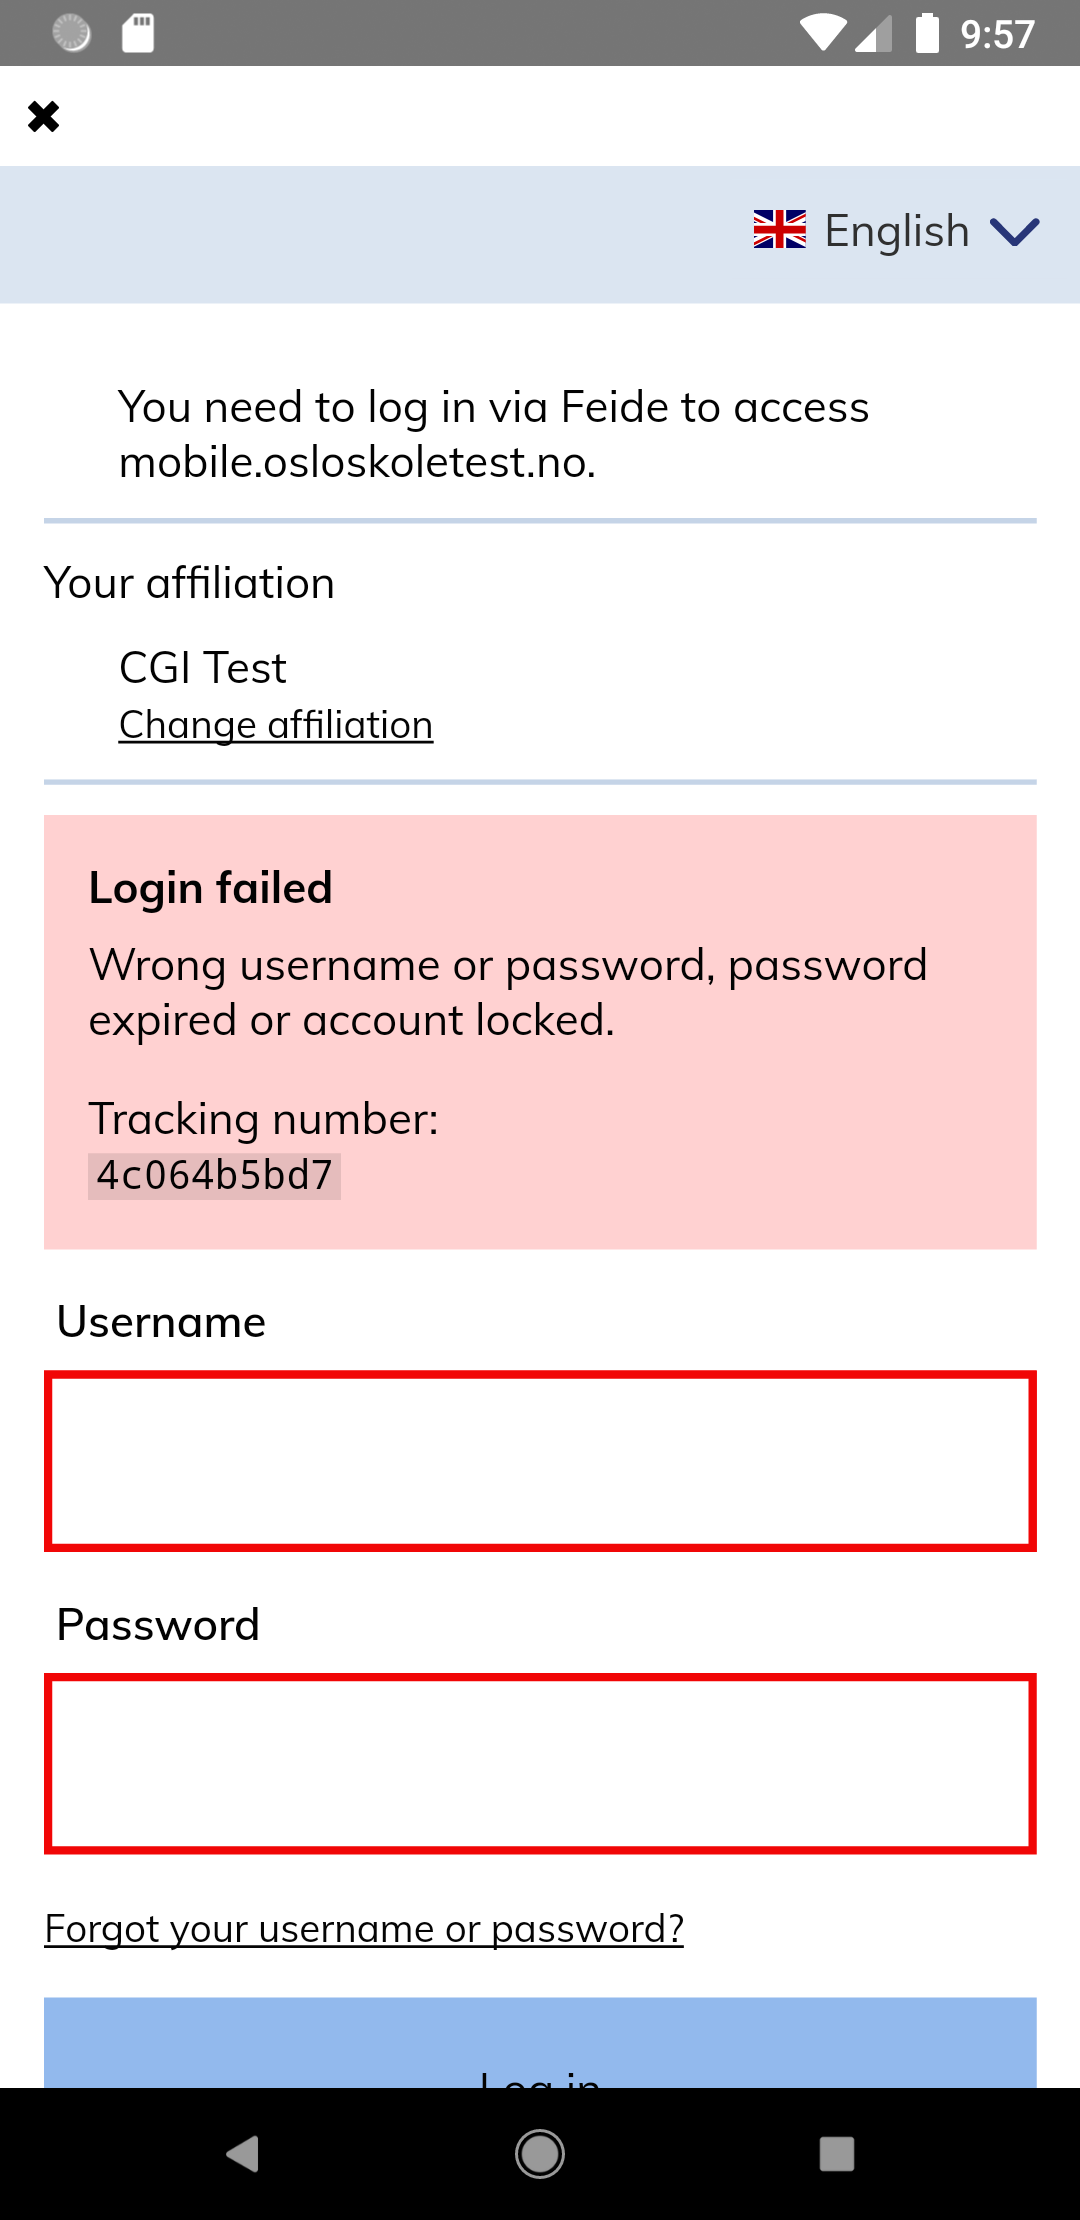 9:57
English
You need to log in via Feide to access
mobile.osloskoletest.no.
Your affiliation
CGI Test
Change affiliation
Login failed
Wrong username or password, password
expired or account locked.
Tracking number:
4c064b5bd7
Username
Password
Forgot your username or password?
Log in